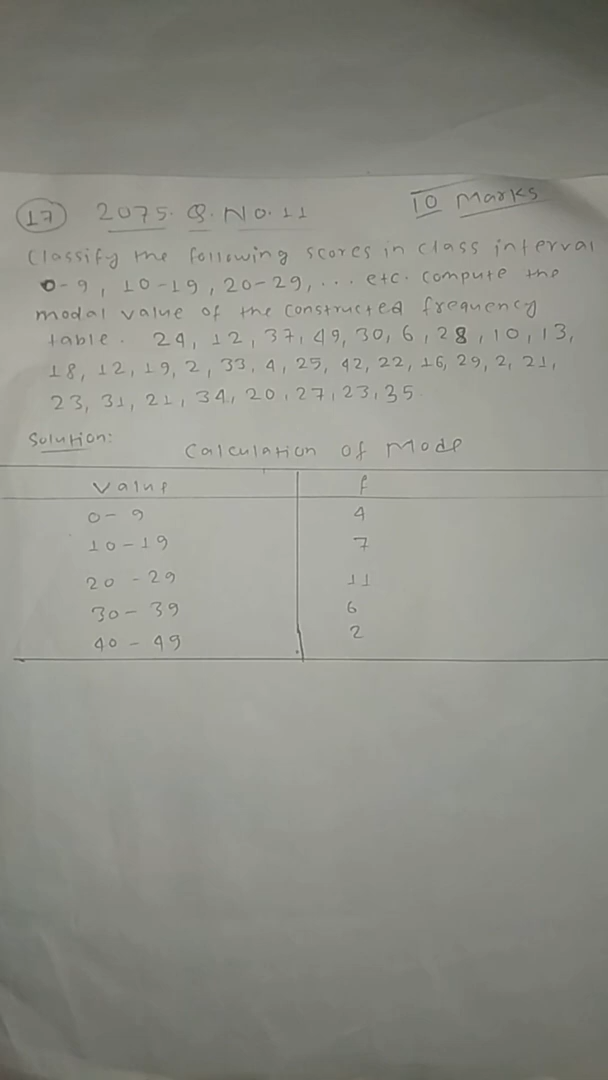 17 2075. Q. No. 11 10 Marks
Classify the following scores in class interval
0-9, 10-19, 20-29, ... etc. compute the
modal value of the constructed frequency
table. 24, 12, 37, 49, 30, 6, 28, 10, 13,
18, 12, 19, 2, 33, 4, 25, 42, 22, 16, 29, 2, 21,
23, 31, 21, 34, 20, 27, 23, 35.
Solution: Calculation of Mode
Value f
0-9 4
10-19 7
20-29 11
30-39 6
40-49 2